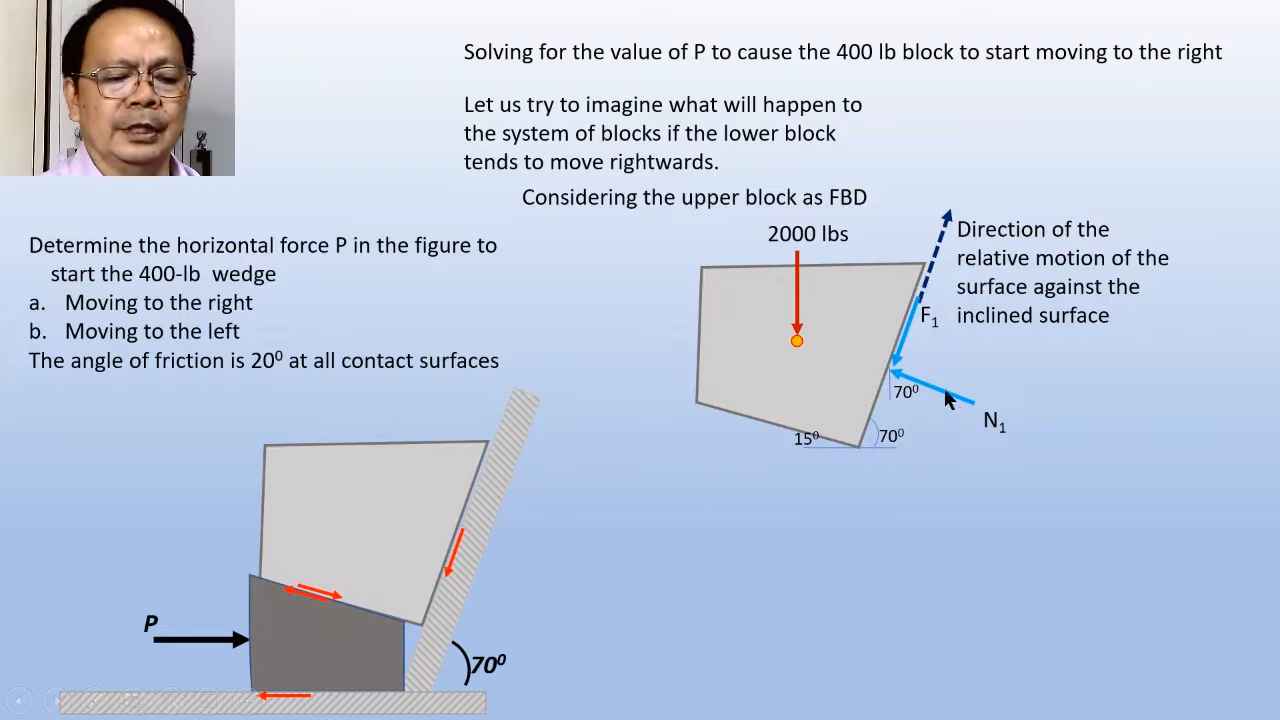 Solving for the value of P to cause the 400 lb block to start moving to the right
Let us try to imagine what will happen to
the system of blocks if the lower block
tends to move rightwards.
Considering the upper block as FBD
Determine the horizontal force P in the figure to
start the 400-lb wedge
a. Moving to the right
b. Moving to the left
The angle of friction is 20⁰ at all contact surfaces
2000 lbs
Direction of the
relative motion of the
surface against the
inclined surface
F₁
70⁰
N₁
15⁰
70⁰
P
70⁰